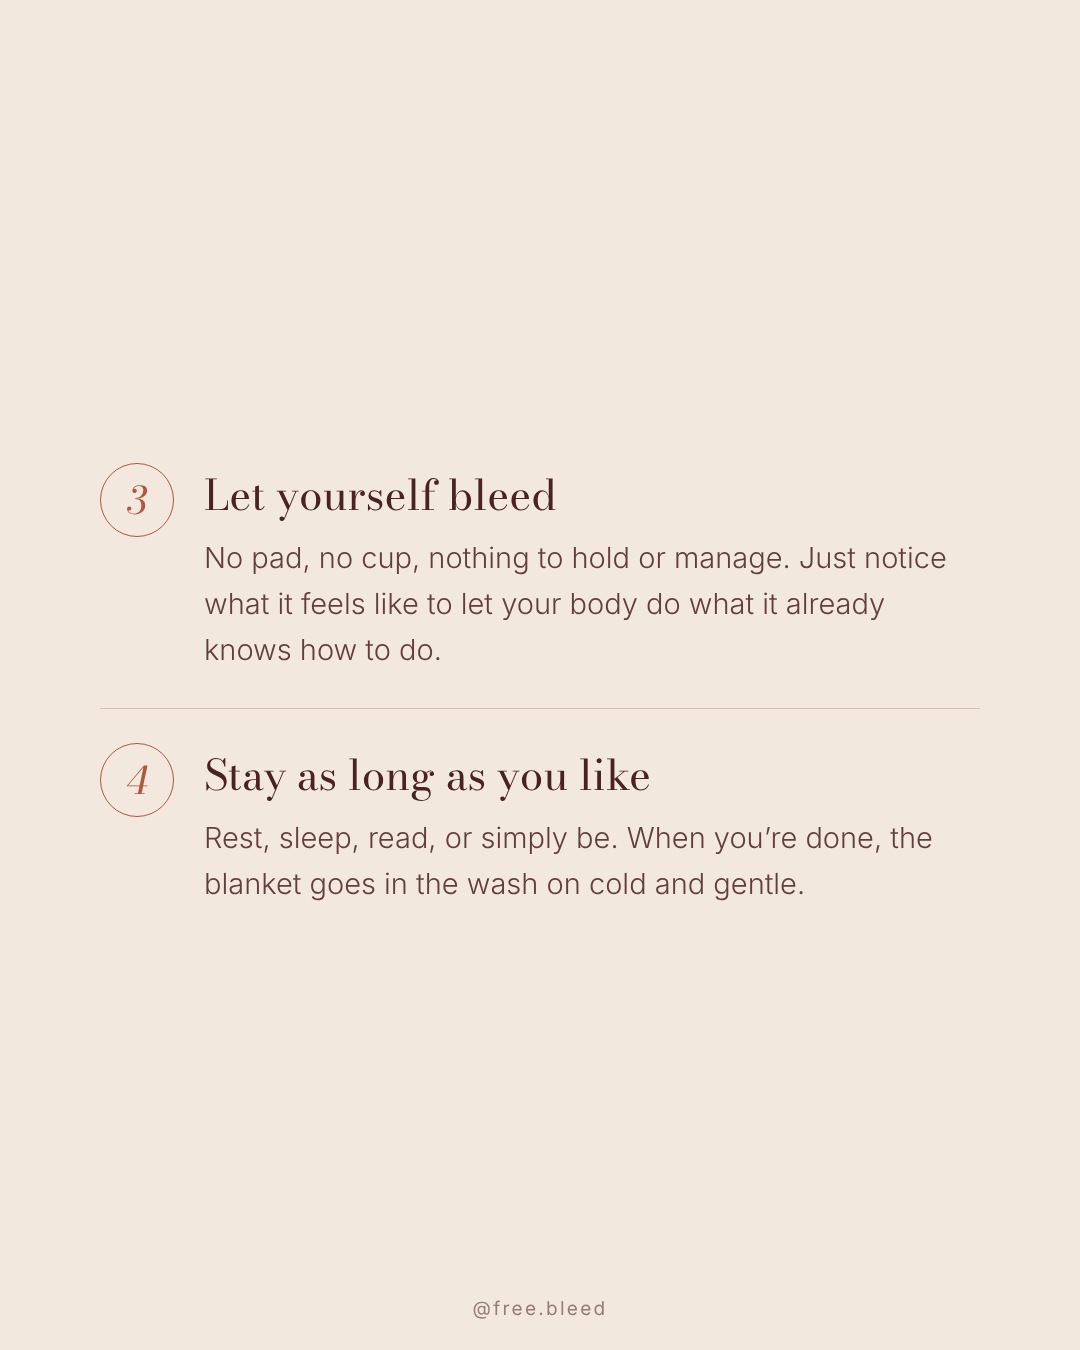 3
Let yourself bleed
No pad, no cup, nothing to hold or manage. Just notice
what it feels like to let your body do what it already
knows how to do.
4
Stay as long as you like
Rest, sleep, read, or simply be. When you’re done, the
blanket goes in the wash on cold and gentle.
@free.bleed